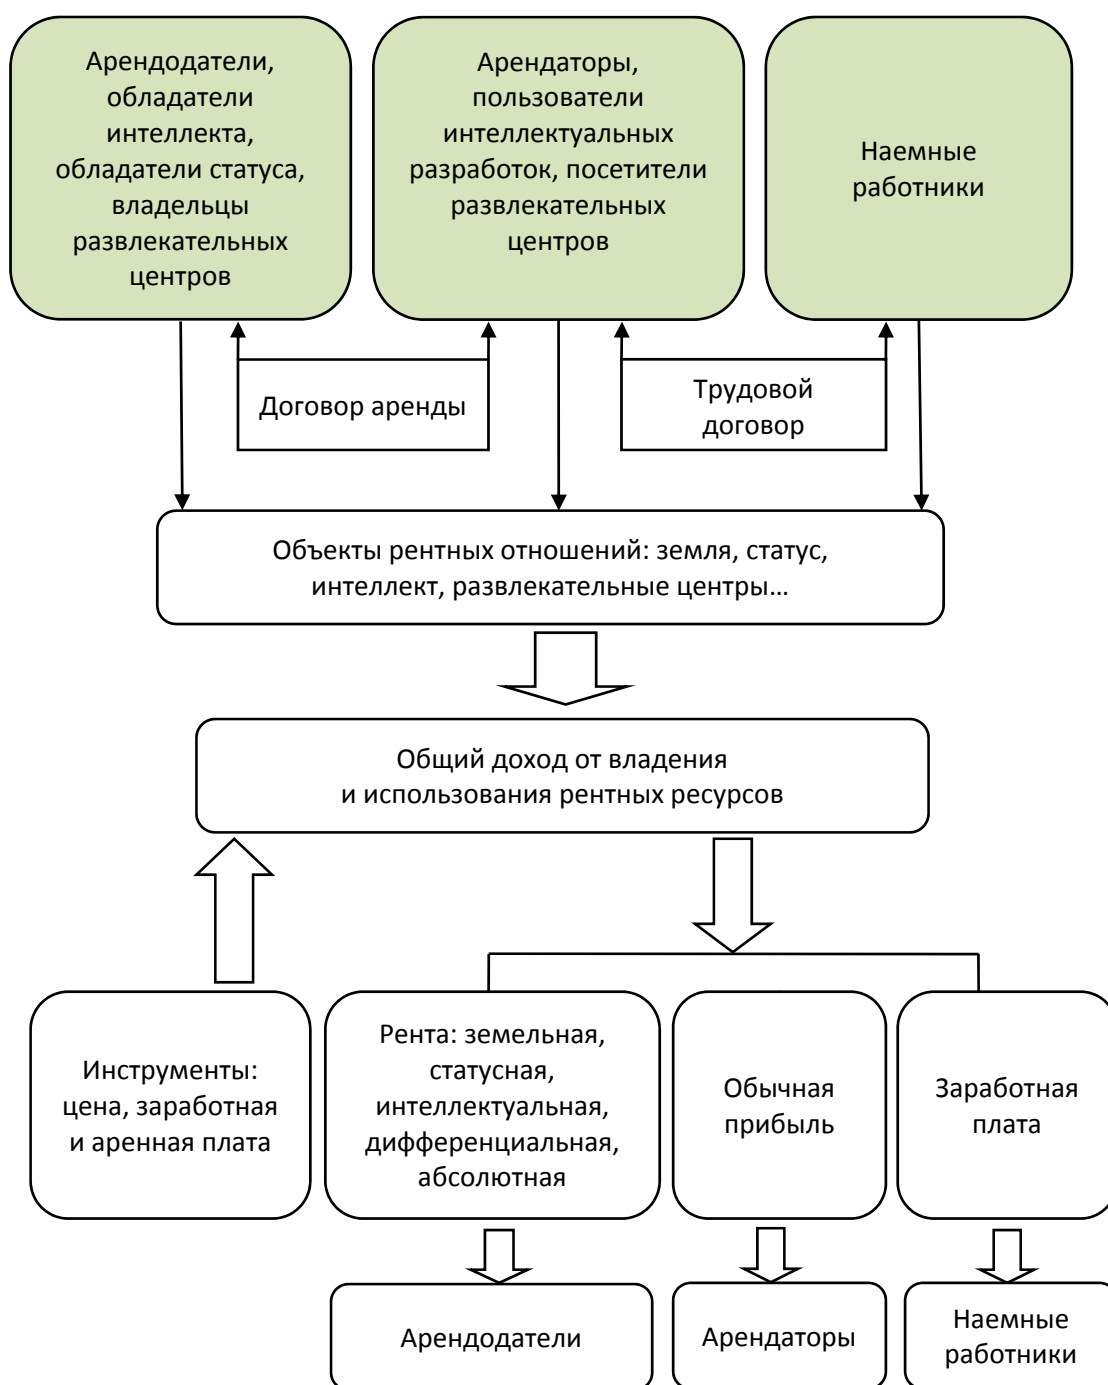 Арендодатели,
обладатели
интеллекта,
обладатели статуса,
владельцы
развлекательных
центров
Арендаторы,
пользователи
интеллектуальных
разработок, посетители
развлекательных
центров
Наемные
работники
Договор аренды
Трудовой
договор
Объекты рентных отношений: земля, статус,
интеллект, развлекательные центры…
Общий доход от владения
и использования рентных ресурсов
Инструменты:
цена, заработная
и аренная плата
Рента: земельная,
статусная,
интеллектуальная,
дифференциальная,
абсолютная
Обычная
прибыль
Заработная
плата
Арендодатели
Арендаторы
Наемные
работники